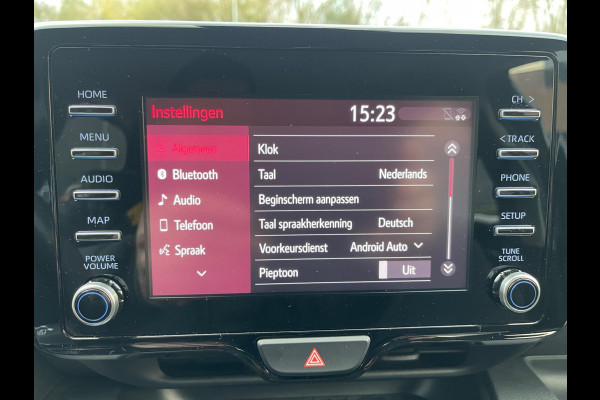 HOME
MENU
AUDIO
MAP
POWER
VOLUME
Instellingen
15:23
Algemeen
Bluetooth
Audio
Telefoon
Spraak
Klok
Taal Nederlands
Beginscherm aanpassen
Taal spraakherkenning Deutsch
Voorkeursdienst Android Auto
Pieptoon Uit
CH >
< TRACK
PHONE
SETUP
TUNE
SCROLL